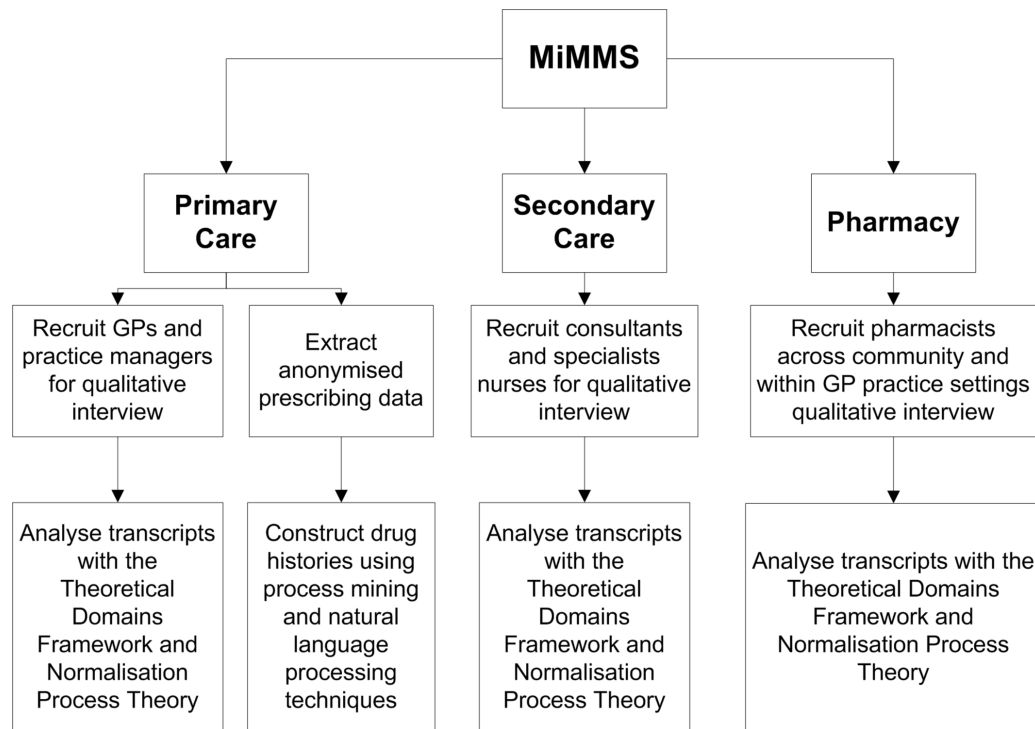 MiMMS
Primary
Care
Secondary
Care
Pharmacy
Recruit GPs and
practice managers
for qualitative
interview
Extract
anonymised
prescribing data
Recruit consultants
and specialists
nurses for qualitative
interview
Recruit pharmacists
across community and
within GP practice settings
qualitative interview
Analyse transcripts
with the
Theoretical
Domains
Framework and
Normalisation
Process Theory
Construct drug
histories using
process mining
and natural
language
processing
techniques
Analyse transcripts
with the
Theoretical
Domains
Framework and
Normalisation
Process Theory
Analyse transcripts with the
Theoretical Domains
Framework and
Normalisation Process
Theory